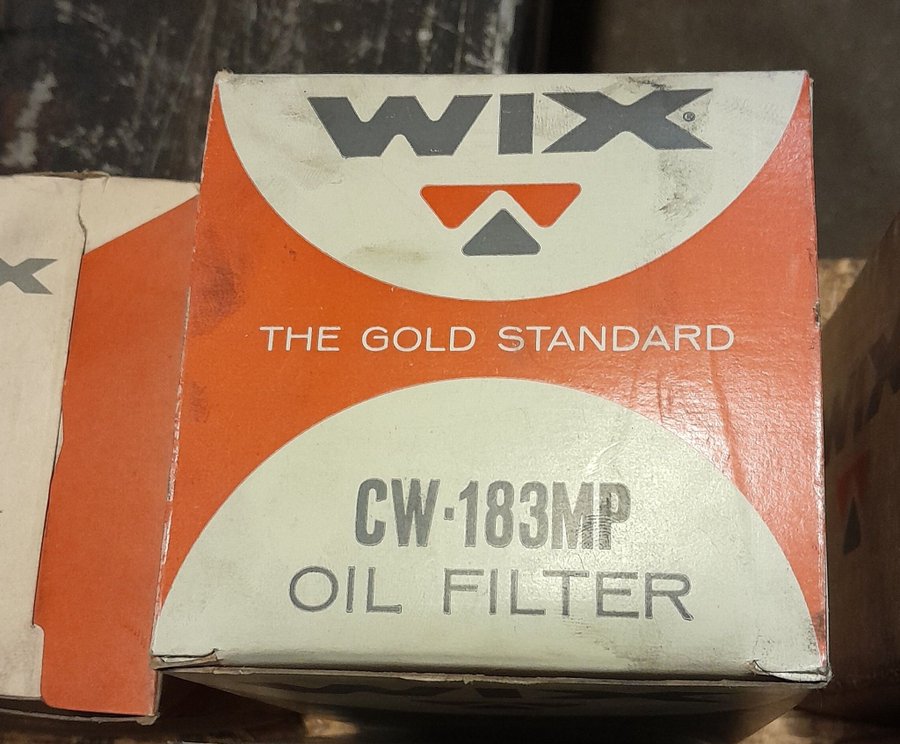 WIX®
THE GOLD STANDARD
CW-183MP
OIL FILTER
X